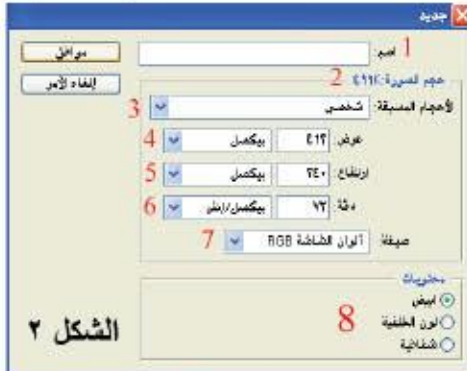 جديد
اسم: 1
موافق
حجم الصورة: ٤٩٩ك 2
إلغاء الأمر
الأحجام المسبقة: شخصي 3
عرض: ٤١٢ بيكسل 4
ارتفاع: ٣٤٠ بيكسل 5
دقة: ٧٢ بيكسل/إنش 6
صيغة: ألوان الشاشة RGB 7
محتويات
ابيض
لون الخلفية 8
شفافية
الشكل ٢